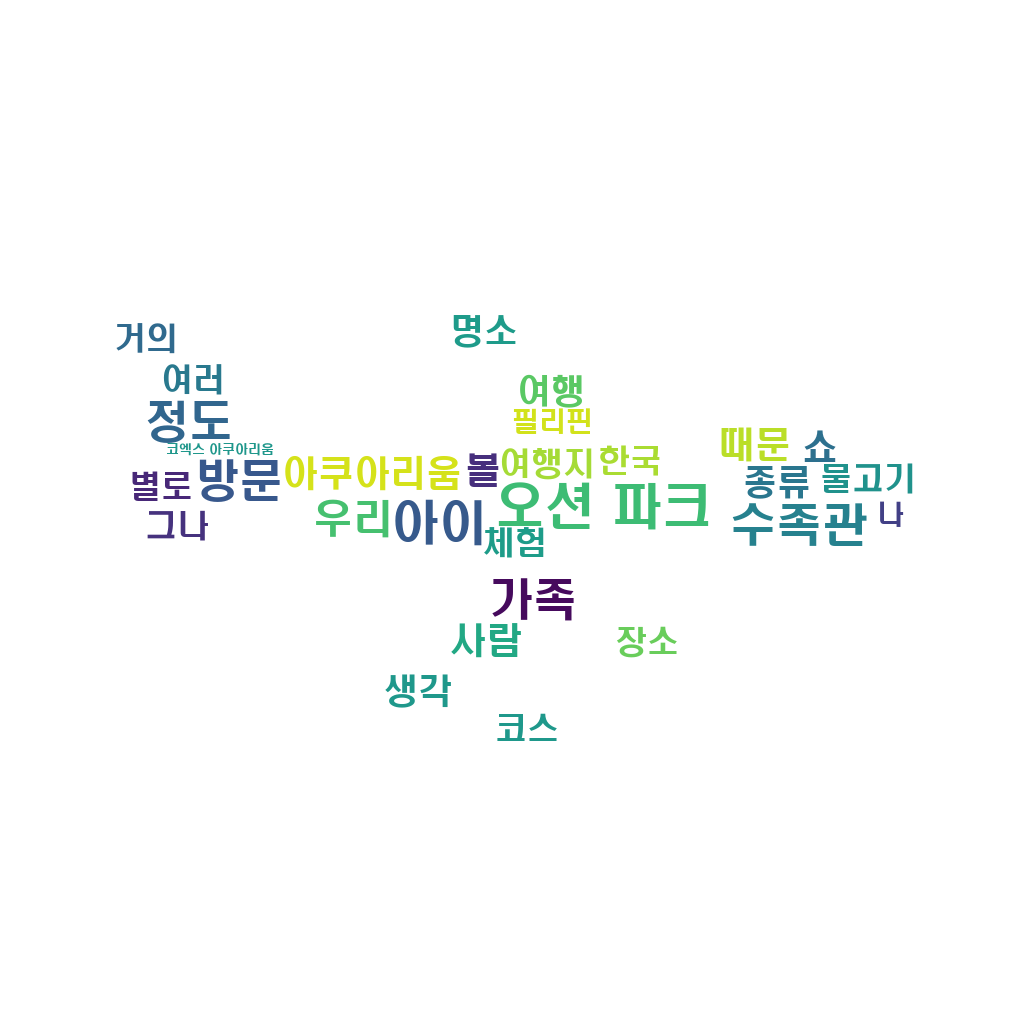 거의
명소
여러
여행
정도
필리핀
때문
쇼
코엑스 아쿠아리움
별로
방문
아쿠아리움
볼
여행지
한국
종류
물고기
그나
우리
아이
오션 파크
수족관
나
체험
가족
사람
장소
생각
코스